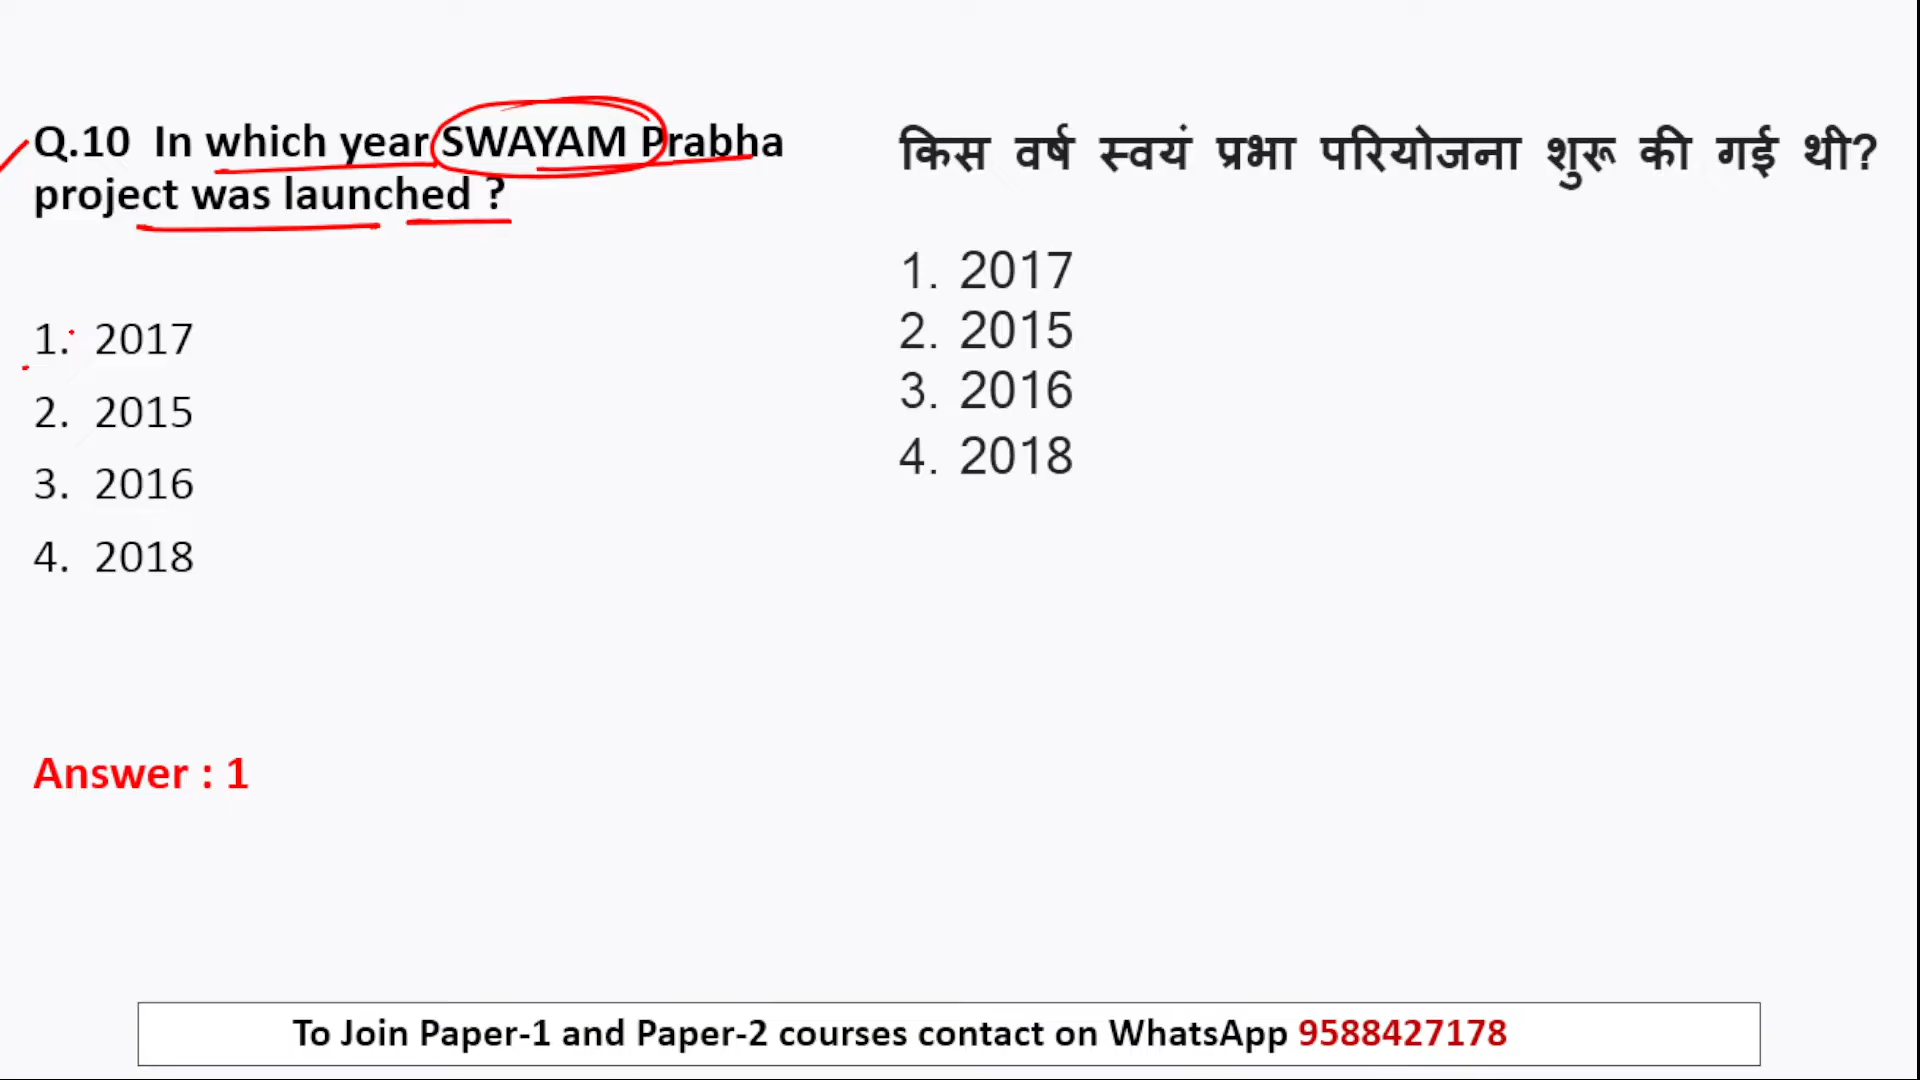 Q.10 In which year SWAYAM Prabha
project was launched ?
1. 2017
2. 2015
3. 2016
4. 2018
Answer : 1
किस वर्ष स्वयं प्रभा परियोजना शुरू की गई थी?
1. 2017
2. 2015
3. 2016
4. 2018
To Join Paper-1 and Paper-2 courses contact on WhatsApp 9588427178